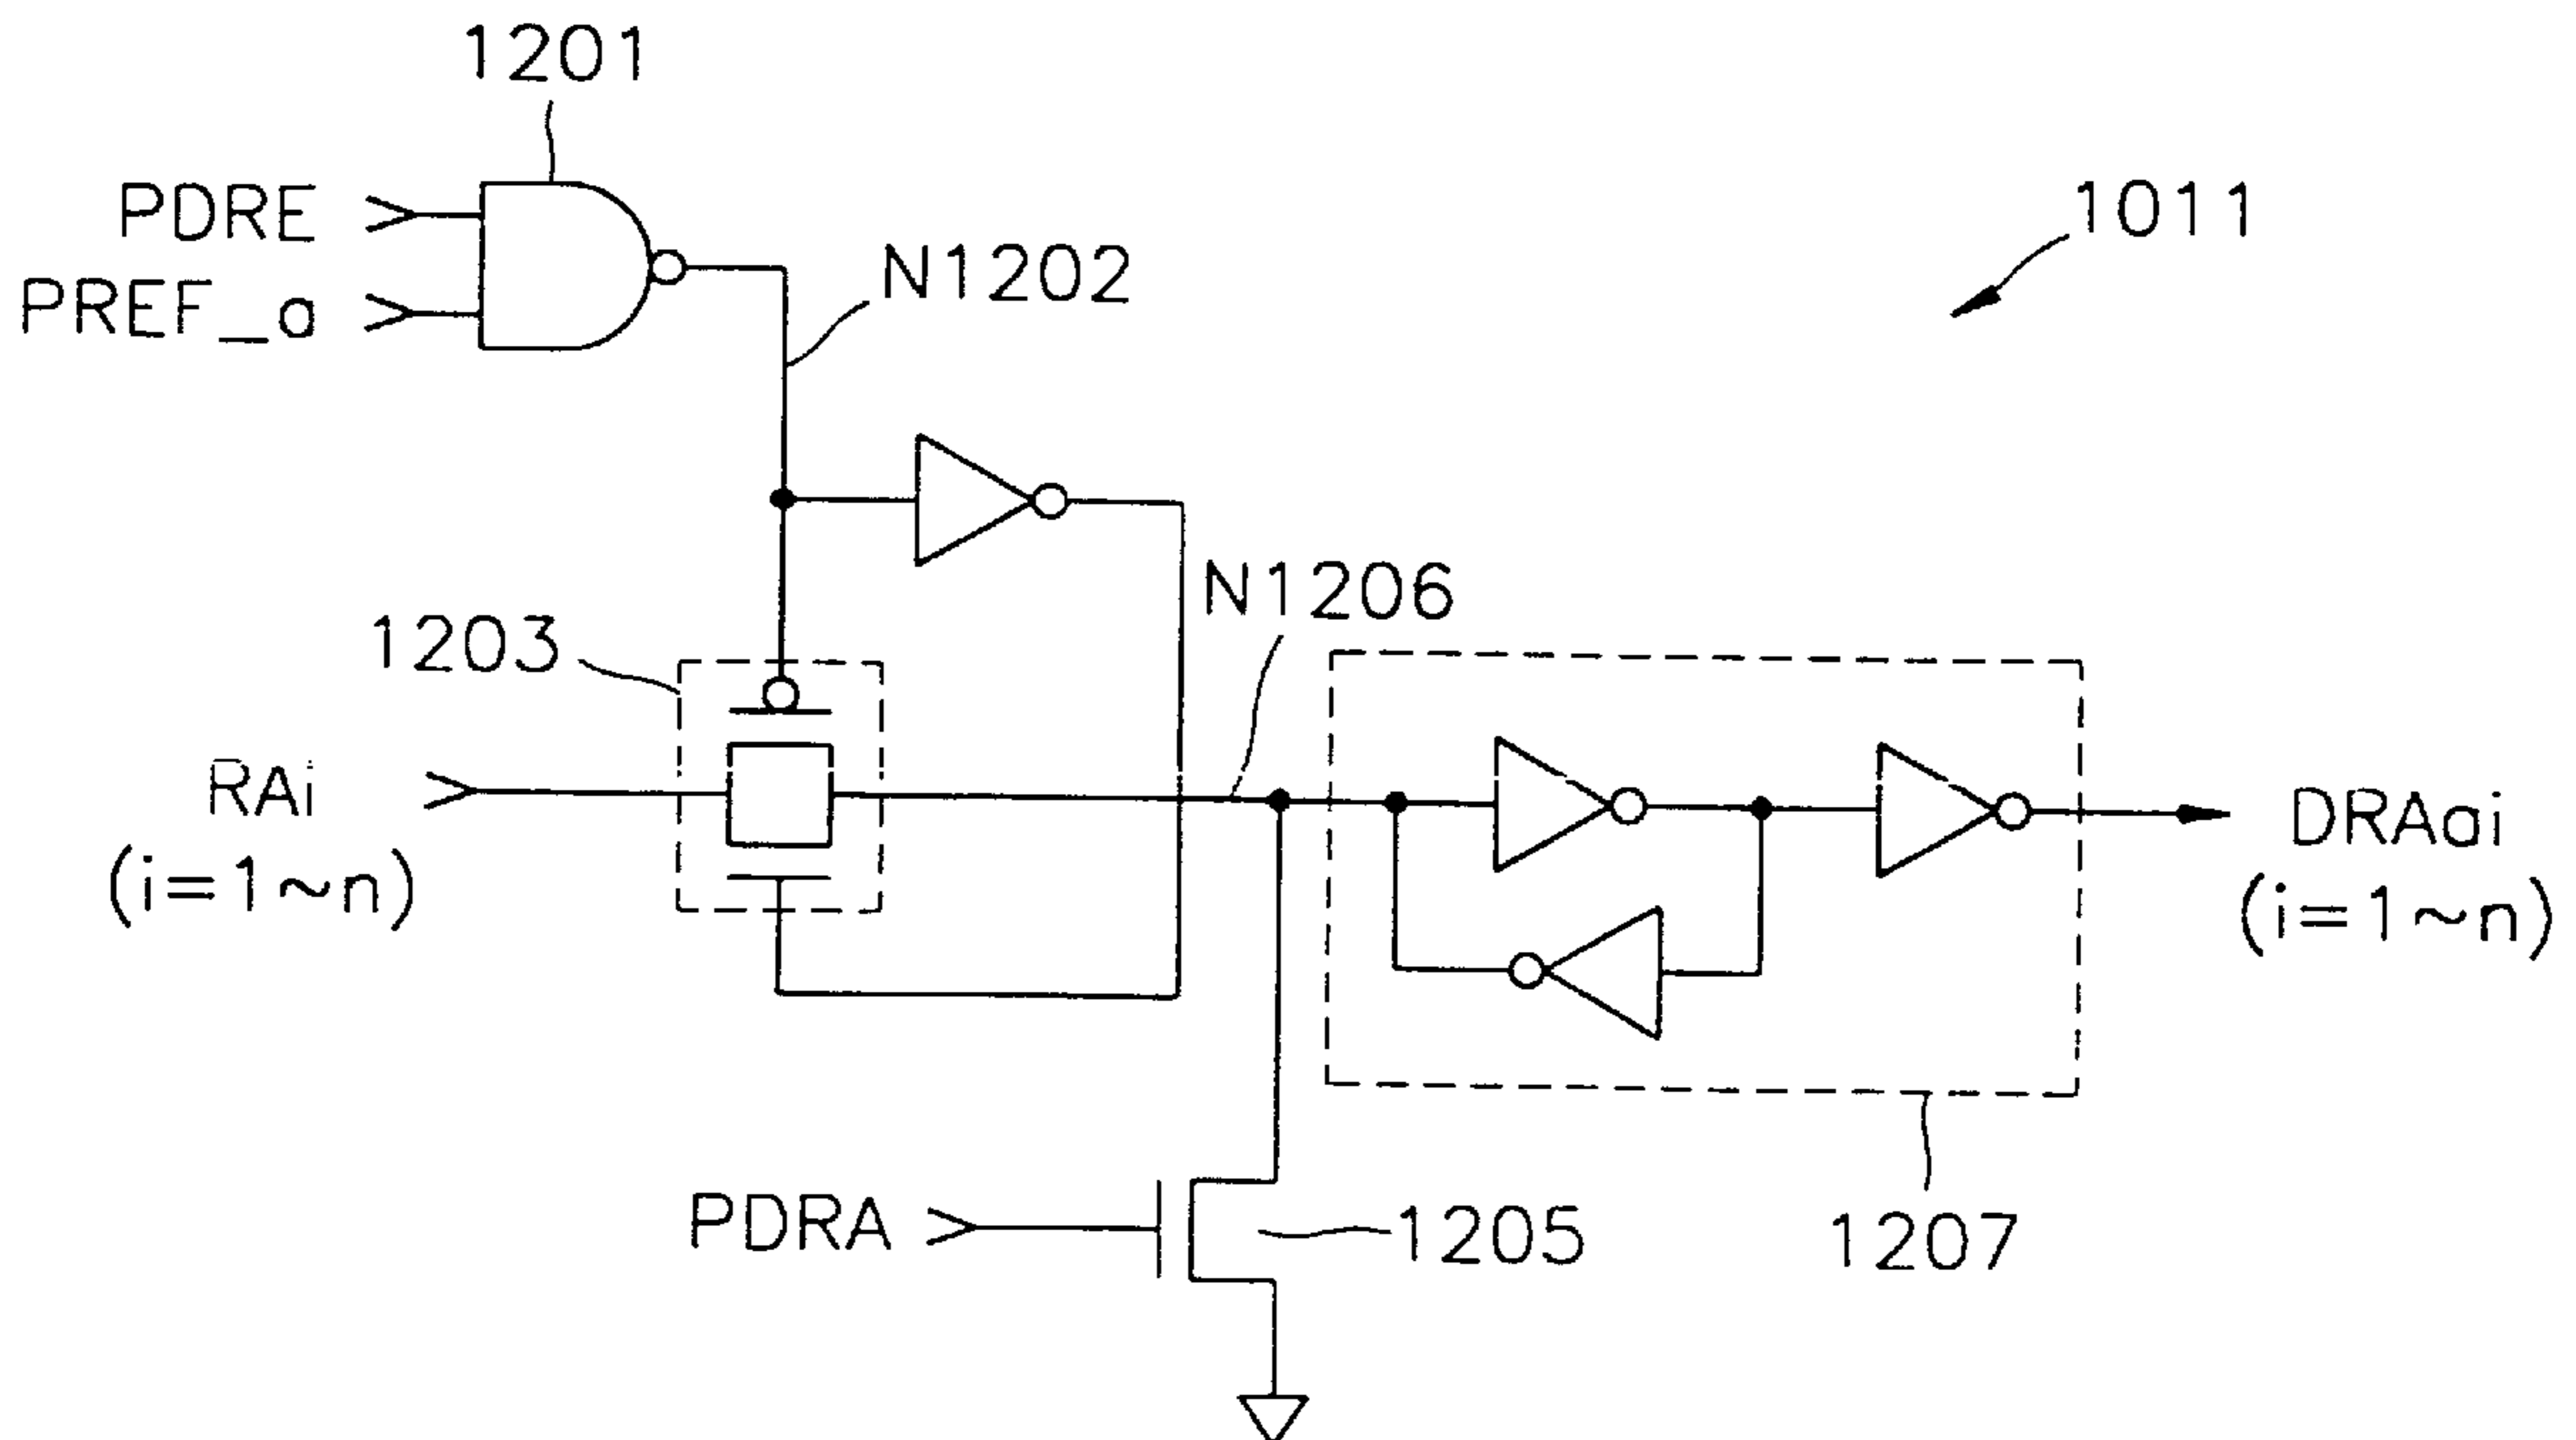 1201
PDRE
PREF_a
1011
N1202
N1206
1203
RAi
(i=1~n)
DRAai
(i=1~n)
PDRA
1205
1207